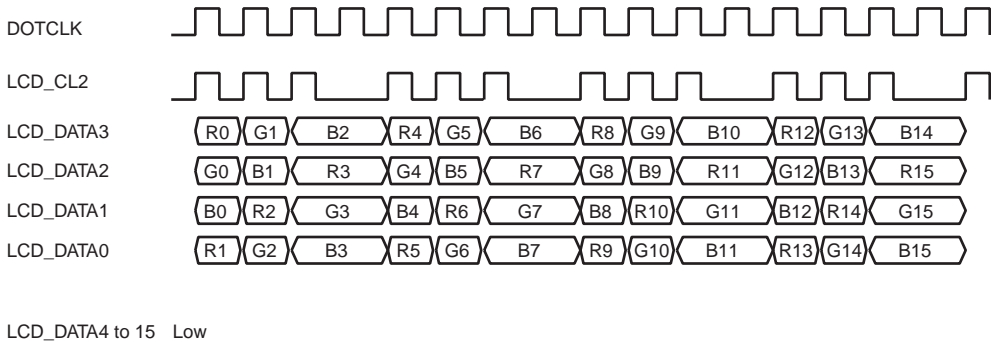 DOTCLK
LCD_CL2
LCD_DATA3 R0 G1 B2 R4 G5 B6 R8 G9 B10 R12 G13 B14
LCD_DATA2 G0 B1 R3 G4 B5 R7 G8 B9 R11 G12 B13 R15
LCD_DATA1 B0 R2 G3 B4 R6 G7 B8 R10 G11 B12 R14 G15
LCD_DATA0 R1 G2 B3 R5 G6 B7 R9 G10 B11 R13 G14 B15
LCD_DATA4 to 15 Low